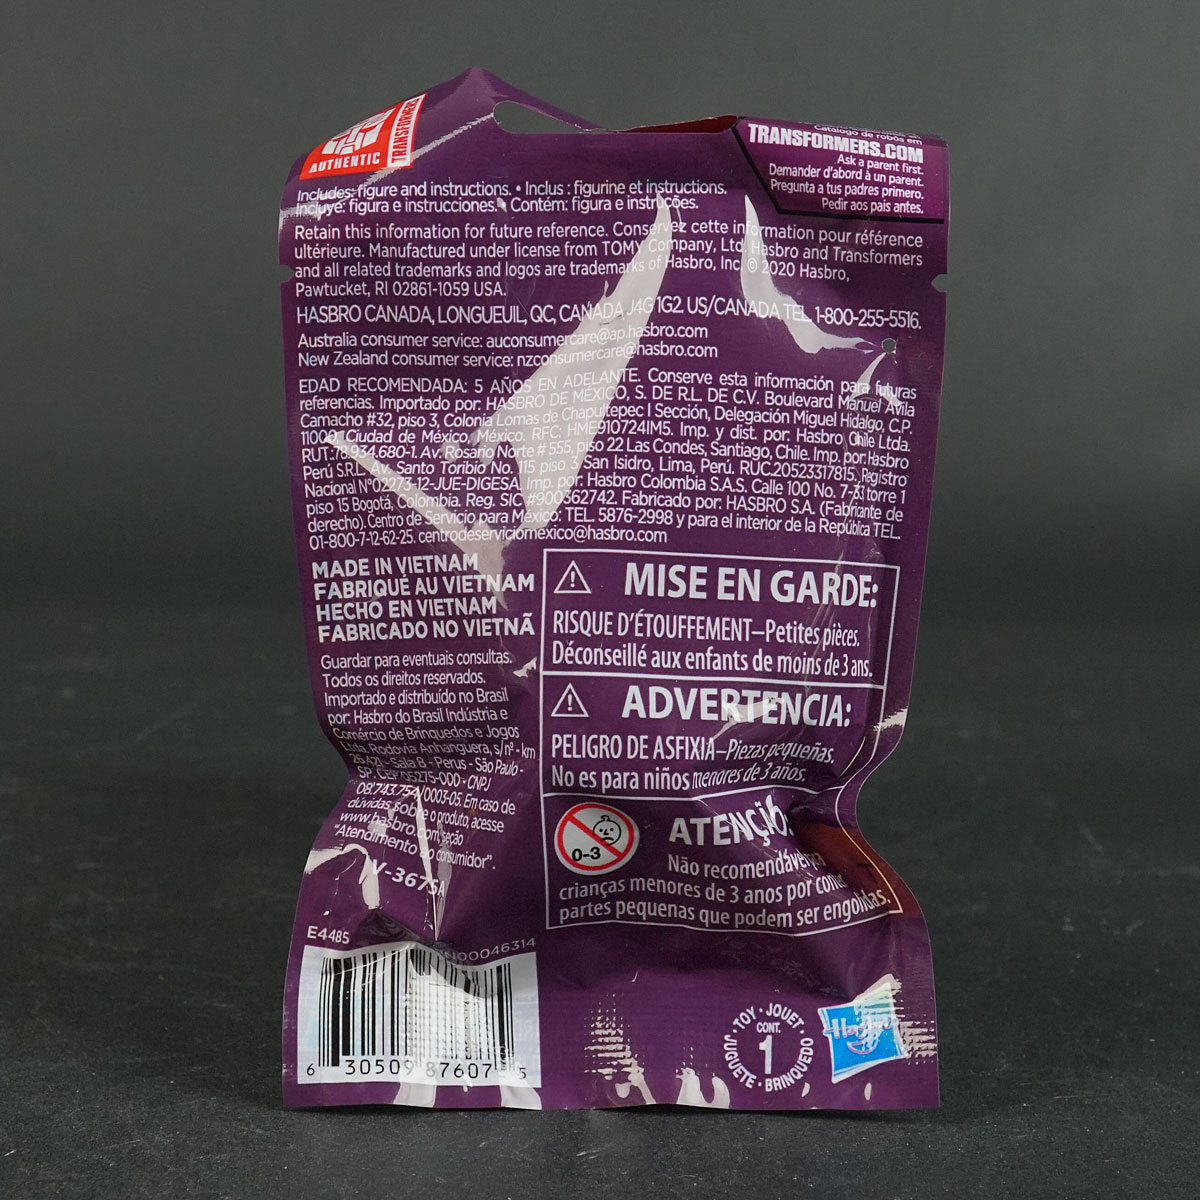 AUTHENTIC
TRANSFORMERS
Catálogo de robôs em
TRANSFORMERS.COM
Ask a parent first.
Demander d'abord à un parent.
Pregunta a tus padres primero.
Pedir aos pais antes.
Includes: figure and instructions. • Inclus : figurine et instructions.
Incluye: figura e instrucciones. • Contém: figura e instruções.
Retain this information for future reference. Conservez cette information pour référence
ultérieure. Manufactured under license from TOMY Company, Ltd. Hasbro and Transformers
and all related trademarks and logos are trademarks of Hasbro, Inc. © 2020 Hasbro,
Pawtucket, RI 02861-1059 USA.
HASBRO CANADA, LONGUEUIL, QC, CANADA J4G 1G2. US/CANADA TEL. 1-800-255-5516.
Australia consumer service: auconsumercare@ap.hasbro.com
New Zealand consumer service: nzconsumercare@hasbro.com
EDAD RECOMENDADA: 5 AÑOS EN ADELANTE. Conserve esta información para futuras
referencias. Importado por: HASBRO DE MÉXICO, S. DE R.L. DE C.V. Boulevard Manuel Ávila
Camacho #32, piso 3, Colonia Lomas de Chapultepec I Sección, Delegación Miguel Hidalgo, C.P.
11000, Ciudad de México, México. RFC. HME910724IM5. Imp. y dist. por: Hasbro Chile Ltda.
RUT.:78.934.680-1. Av. Rosario Norte # 555, piso 22 Las Condes, Santiago, Chile. Imp. por: Hasbro
Perú S.R.L. Av. Santo Toribio No. 115 piso 3 San Isidro, Lima, Perú. RUC.20523317815, Registro
Nacional N°02273-12-JUE-DIGESA. Imp. por: Hasbro Colombia S.A.S. Calle 100 No. 7-33 torre 1
piso 15 Bogotá, Colombia. Reg. SIC #900362742. Fabricado por: HASBRO S.A. (Fabricante de
derecho). Centro de Servicio para México: TEL. 5876-2998 y para el interior de la República TEL.
01-800-7-12-62-25. centrodeserviciomexico@hasbro.com
MADE IN VIETNAM
FABRIQUÉ AU VIETNAM
HECHO EN VIETNAM
FABRICADO NO VIETNÃ
Guardar para eventuais consultas.
Todos os direitos reservados.
Importado e distribuído no Brasil
por: Hasbro do Brasil Indústria e
Comércio de Brinquedos e Jogos
Ltda. Rodovia Anhanguera, s/nº - km
26,421 - Sala 8 - Perus - São Paulo -
SP. CEP 05275-000 - CNPJ
08.743.754/0003-05. Em caso de
dúvidas sobre o produto, acesse
www.hasbro.com, seção
"Atendimento ao consumidor".
V-3675A
MISE EN GARDE:
RISQUE D'ÉTOUFFEMENT—Petites pièces.
Déconseillé aux enfants de moins de 3 ans.
ADVERTENCIA:
PELIGRO DE ASFIXIA—Piezas pequeñas.
No es para niños menores de 3 años.
0-3
ATENÇÃO:
Não recomendável
crianças menores de 3 anos por conter
partes pequenas que podem ser engolidas.
E4485
N00046314
6 30509 87607 5
TOY · JOUET
CONT.
1
JUGUETE · BRINQUEDO
Hasbro